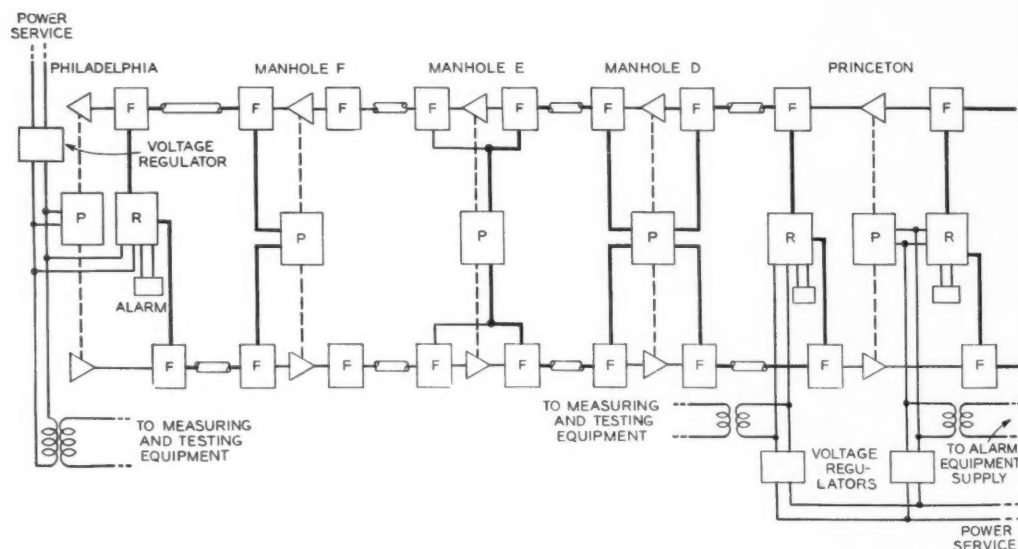 POWER
SERVICE
PHILADELPHIA
MANHOLE F
MANHOLE E
MANHOLE D
PRINCETON
F
F
F
F
F
F
F
F
F
VOLTAGE
REGULATOR
P
R
P
P
P
R
P
R
ALARM
F
F
F
F
F
F
F
F
F
TO MEASURING
AND TESTING
EQUIPMENT
TO MEASURING
AND TESTING
EQUIPMENT
VOLTAGE
REGU-
LATORS
TO ALARM
EQUIPMENT
SUPPLY
POWER
SERVICE